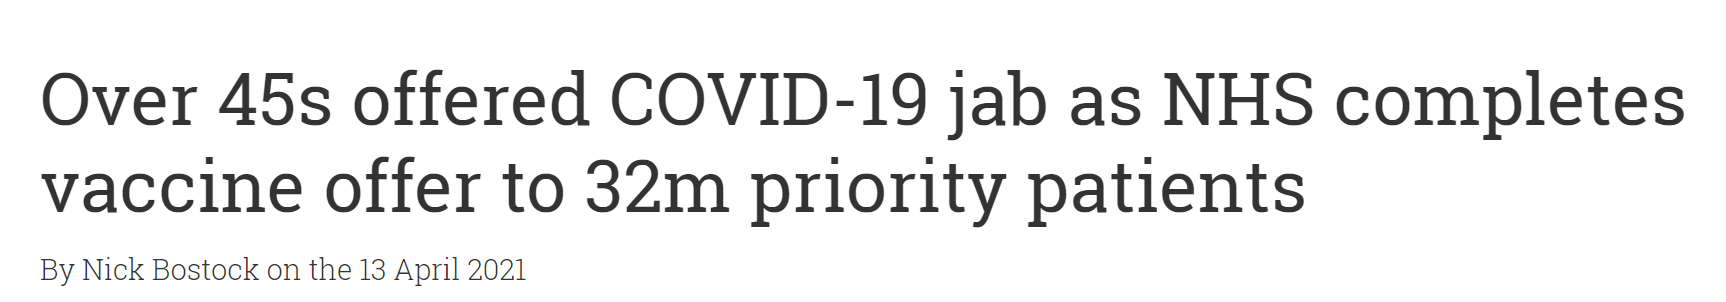 Over 45s offered COVID-19 jab as NHS completes
vaccine offer to 32m priority patients
By Nick Bostock on the 13 April 2021